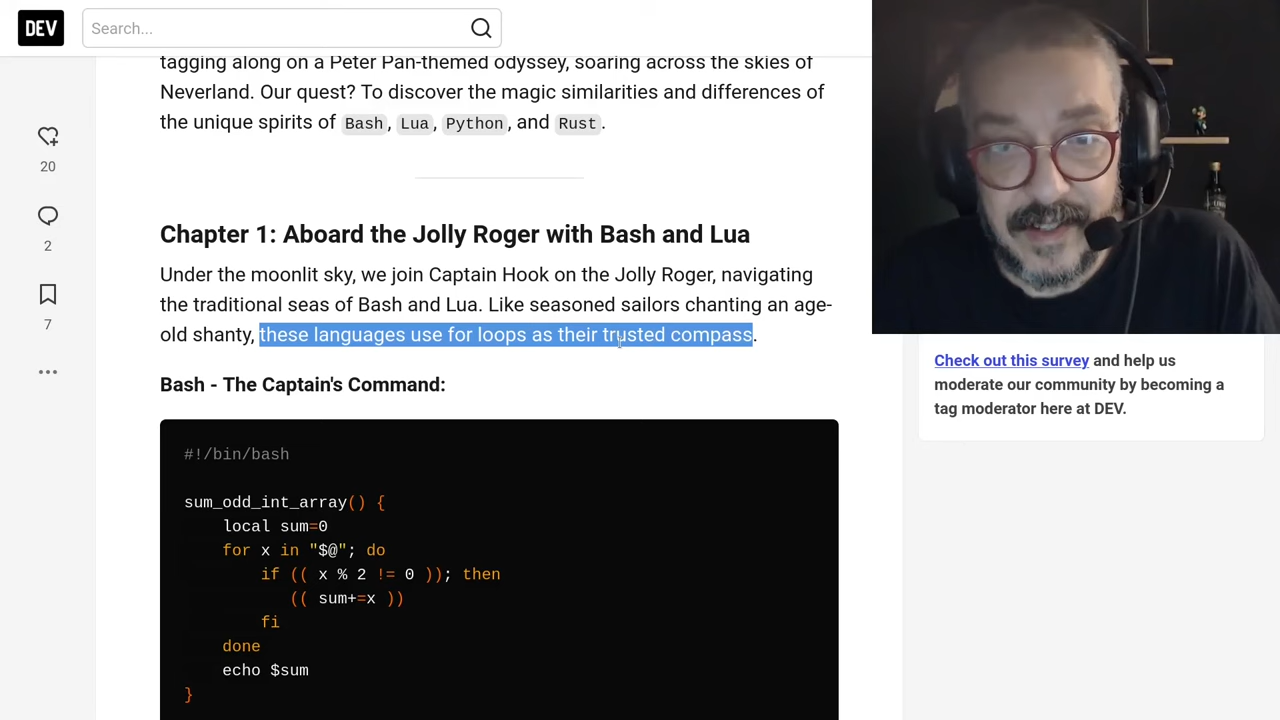 DEV
Search...
tagging along on a Peter Pan-themed odyssey, soaring across the skies of
Neverland. Our quest? To discover the magic similarities and differences of
the unique spirits of Bash, Lua, Python, and Rust.
20
2
7
Chapter 1: Aboard the Jolly Roger with Bash and Lua
Under the moonlit sky, we join Captain Hook on the Jolly Roger, navigating
the traditional seas of Bash and Lua. Like seasoned sailors chanting an age-
old shanty, these languages use for loops as their trusted compass.
Bash - The Captain's Command:
#!/bin/bash
sum_odd_int_array() {
local sum=0
for x in "$@"; do
if (( x % 2 != 0 )); then
(( sum+=x ))
fi
done
echo $sum
}
Check out this survey and help us
moderate our community by becoming a
tag moderator here at DEV.